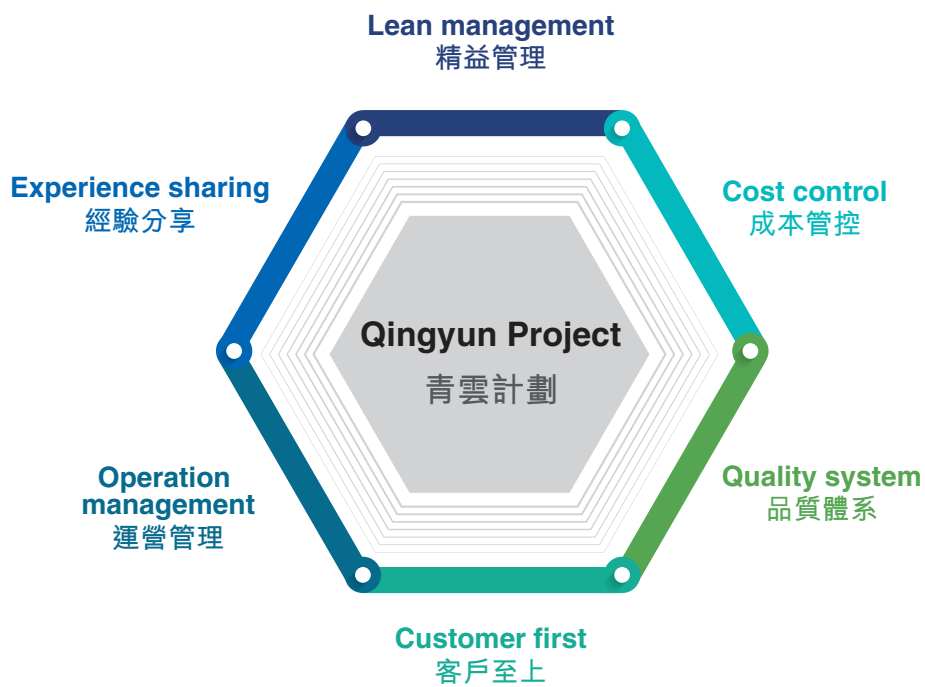 Lean management
精益管理
Experience sharing
經驗分享
Cost control
成本管控
Qingyun Project
青雲計劃
Operation
management
運營管理
Quality system
品質體系
Customer first
客戶至上